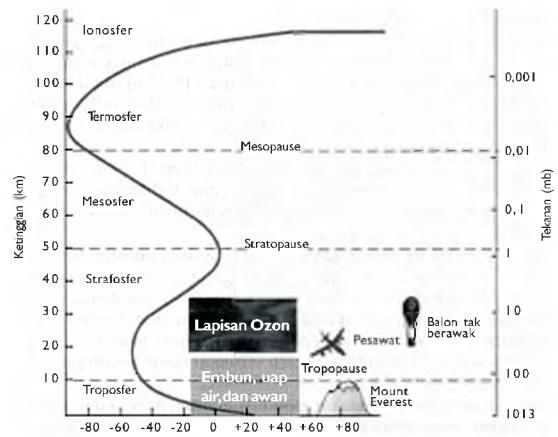 120
Ionosfer
110
100
0,001
90
Termosfer
Mesopause
80
0,01
70
Mesosfer
0,1
60
Stratopause
50
1
40
Strafosfer
30
10
Lapisan Ozon
Balon tak
berawak
Pesawat
20
Tropopause
100
10
Embun, uap
air,dan awan
Troposfer
Mount
Everest
1013
-80 -60 -40 -20 0 +20 +40 +60 +80
Ketinggian (km)
Tekanan (mb)